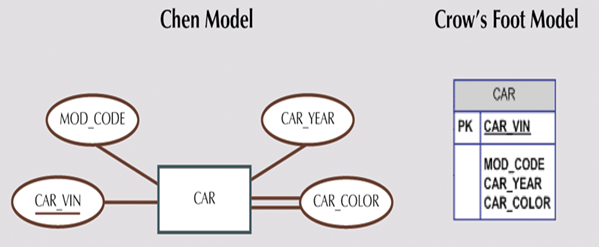 Chen Model
Crow's Foot Model
MOD_CODE
CAR_YEAR
CAR_VIN
CAR
CAR_COLOR
CAR
PK CAR_VIN
MOD_CODE
CAR_YEAR
CAR_COLOR